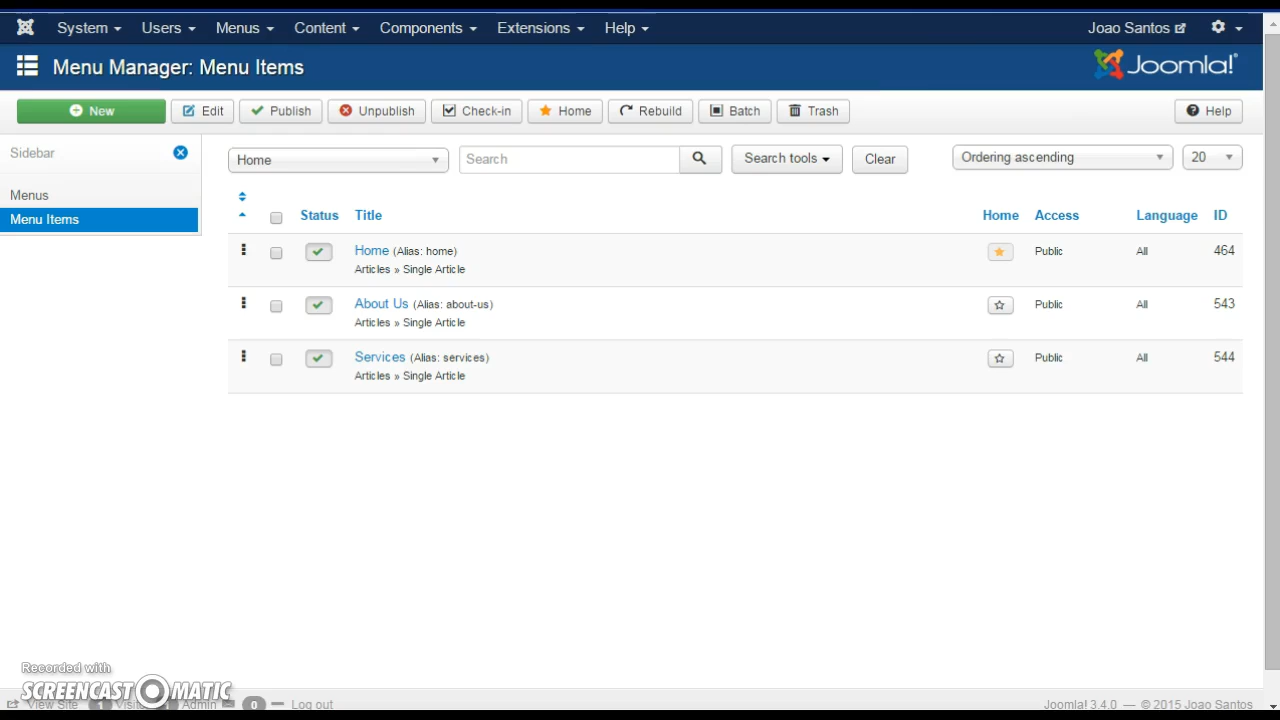 System Users Menus Content Components Extensions Help Joao Santos
Menu Manager: Menu Items Joomla!
New Edit Publish Unpublish Check-in Home Rebuild Batch Trash Help
Sidebar
Menus
Menu Items
Home Search Search tools Clear Ordering ascending 20
Status Title Home Access Language ID
Home (Alias: home) Public All 464
Articles » Single Article
About Us (Alias: about-us) Public All 543
Articles » Single Article
Services (Alias: services) Public All 544
Articles » Single Article
Recorded with
SCREENCAST MATIC
View Site Admin 0 Log out Joomla! 3.4.0 — © 2015 Joao Santos